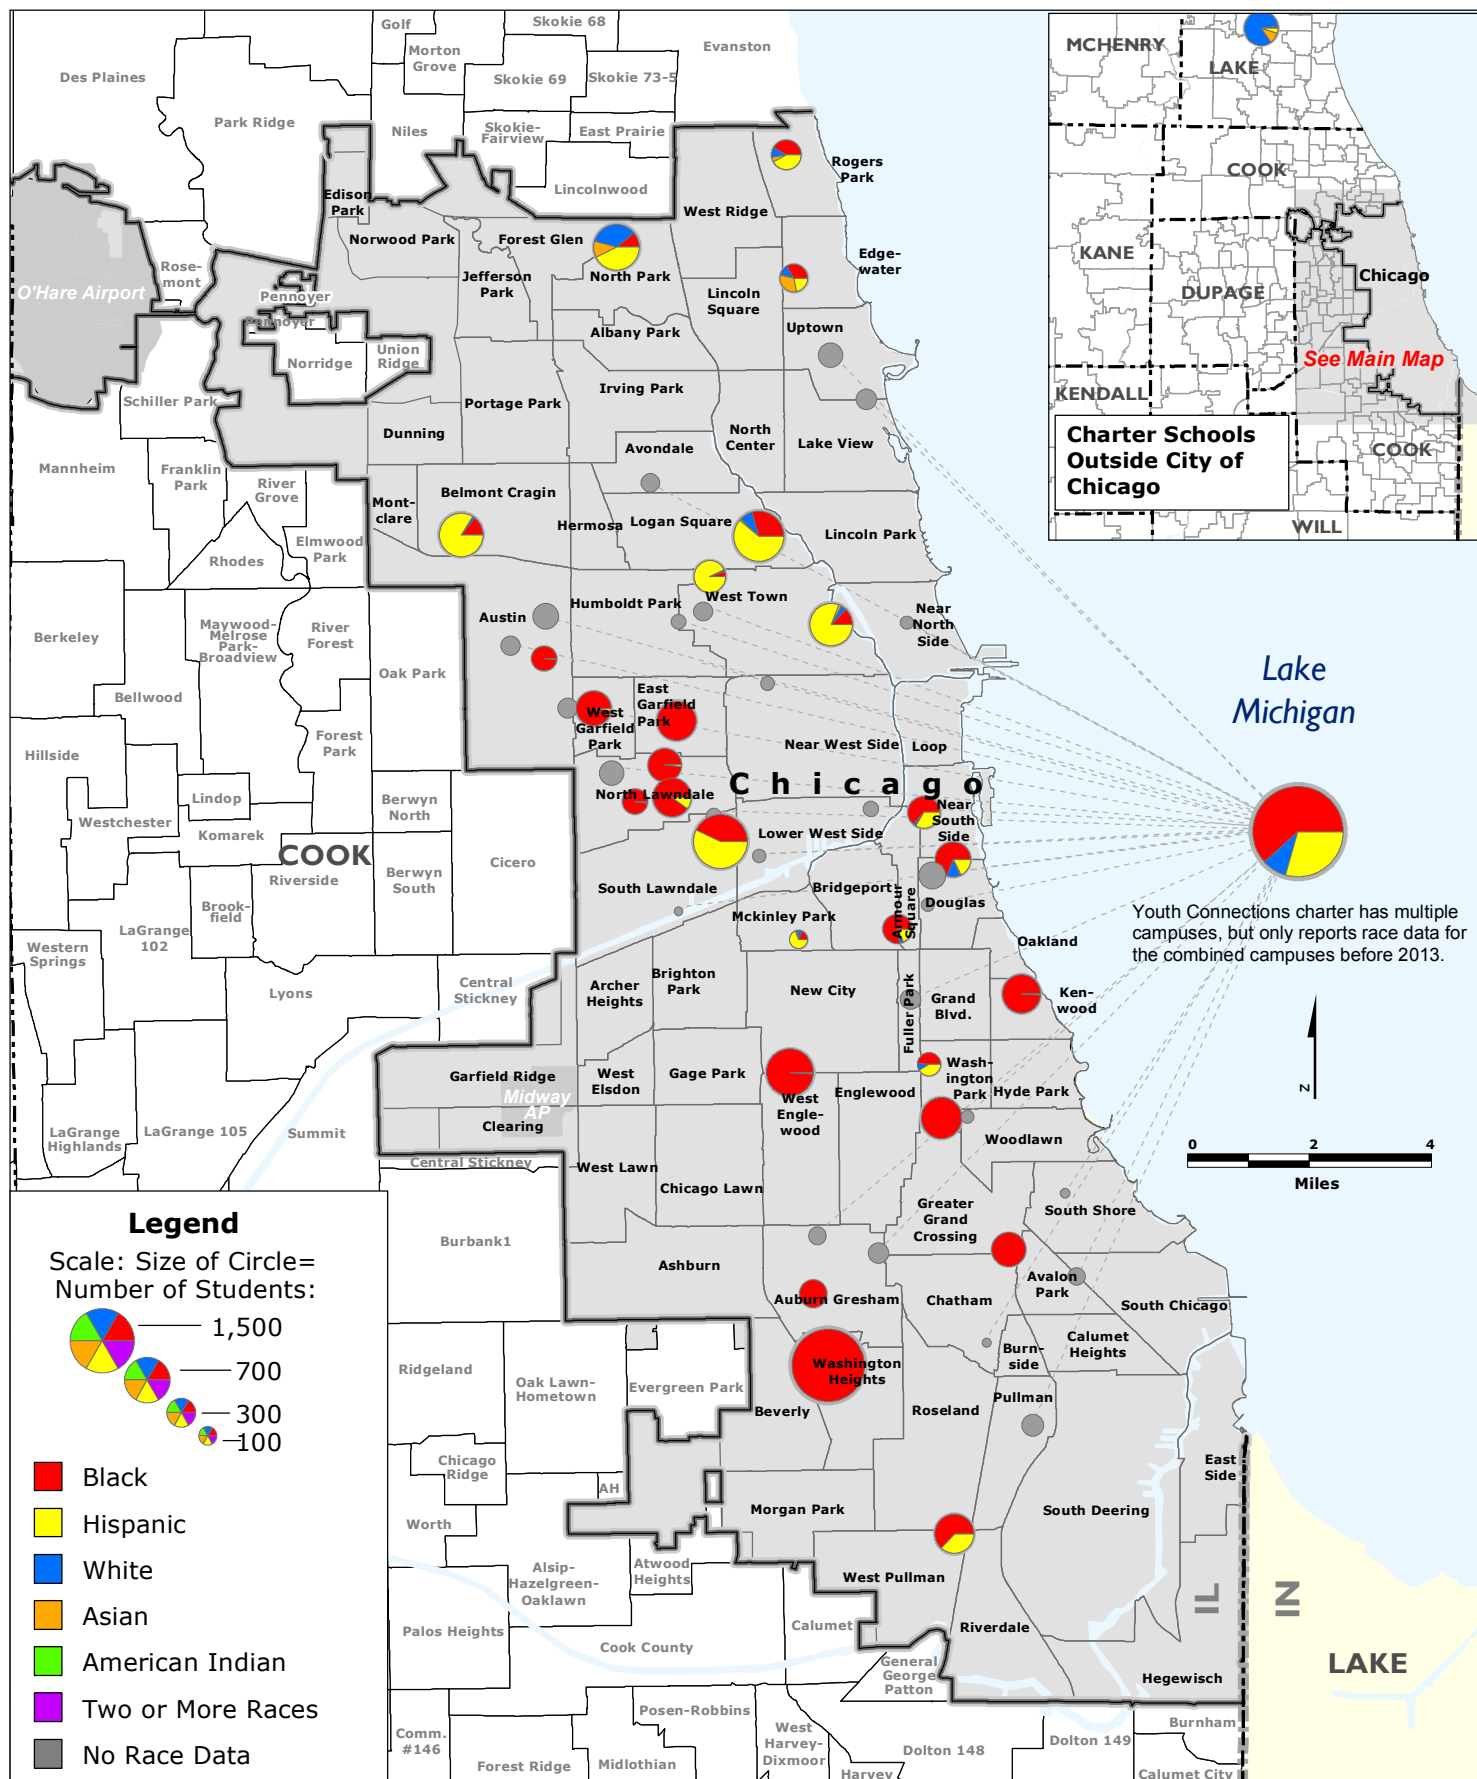 Golf
Skokie 68
Morton
Grove
Evanston
Des Plaines
Skokie 69
Skokie 73-5
Park Ridge
Niles
Skokie-
Fairview
East Prairie
Lincolnwood
Rogers
Park
Edison
Park
West Ridge
Norwood Park
Forest Glen
North Park
Edge-
water
Jefferson
Park
Rose-
mont
O'Hare Airport
Pennoyer
Pennoyer
Lincoln
Square
Albany Park
Uptown
Norridge
Union
Ridge
Schiller Park
Irving Park
Portage Park
Dunning
North
Center
Lake View
Avondale
Mannheim
Franklin
Park
River
Grove
Mont-
clare
Belmont Cragin
Hermosa
Logan Square
Lincoln Park
Elmwood
Park
Rhodes
Berkeley
Maywood-
Melrose
Park-
Broadview
River
Forest
Austin
Humboldt Park
West Town
Near
North
Side
Bellwood
Oak Park
East
Garfield
Park
West
Garfield
Park
Forest
Park
Hillside
Near West Side
Loop
Chicago
Lindop
Westchester
Berwyn
North
North Lawndale
Near
South
Side
Komarek
COOK
Lower West Side
Cicero
Riverside
Berwyn
South
South Lawndale
Bridgeport
Armour
Square
Douglas
Brook-
field
Mckinley Park
LaGrange
102
Western
Springs
Oakland
Lyons
Central
Stickney
Archer
Heights
Brighton
Park
New City
Fuller Park
Grand
Blvd.
Ken-
wood
Garfield Ridge
Midway
AP
West
Elsdon
Gage Park
West
Engle-
wood
Englewood
Wash-
ington
Park
Hyde Park
Clearing
LaGrange
Highlands
LaGrange 105
Summit
Central Stickney
Woodlawn
West Lawn
Chicago Lawn
Greater
Grand
Crossing
South Shore
Burbank1
Ashburn
Avalon
Park
Auburn Gresham
Chatham
South Chicago
Calumet
Heights
Burn-
side
Washington
Heights
Ridgeland
Oak Lawn-
Hometown
Evergreen Park
Beverly
Roseland
Pullman
Chicago
Ridge
AH
East
Side
Morgan Park
South Deering
Worth
Alsip-
Hazelgreen-
Oaklawn
Atwood
Heights
West Pullman
Palos Heights
Cook County
Calumet
Riverdale
General
George
Patton
Hegewisch
IL
IN
LAKE
Posen-Robbins
Comm.
#146
West
Harvey-
Dixmoor
Burnham
Forest Ridge
Midlothian
Harvey
Dolton 148
Dolton 149
Calumet City
Lake
Michigan
Youth Connections charter has multiple
campuses, but only reports race data for
the combined campuses before 2013.
N
0 2 4
Miles
MCHENRY
LAKE
COOK
KANE
DUPAGE
Chicago
See Main Map
KENDALL
COOK
WILL
Charter Schools
Outside City of
Chicago
Legend
Scale: Size of Circle=
Number of Students:
1,500
700
300
100
Black
Hispanic
White
Asian
American Indian
Two or More Races
No Race Data